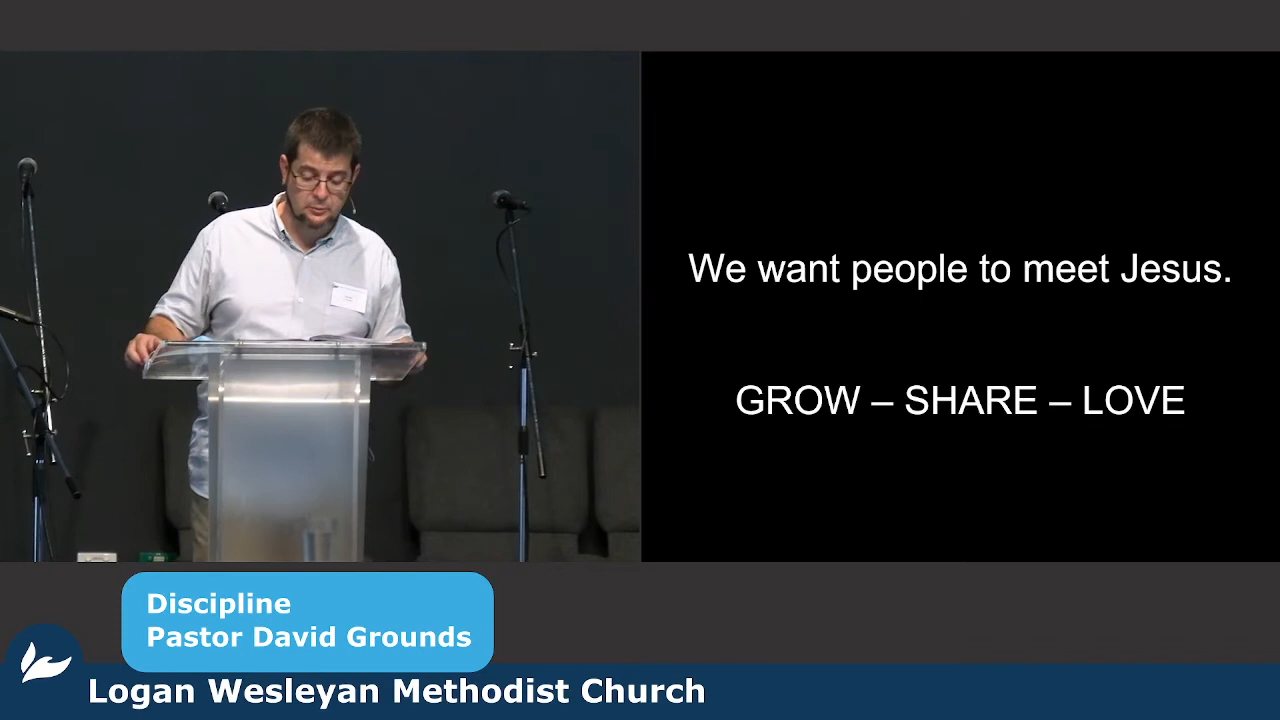 We want people to meet Jesus.
GROW – SHARE – LOVE
Discipline
Pastor David Grounds
Logan Wesleyan Methodist Church